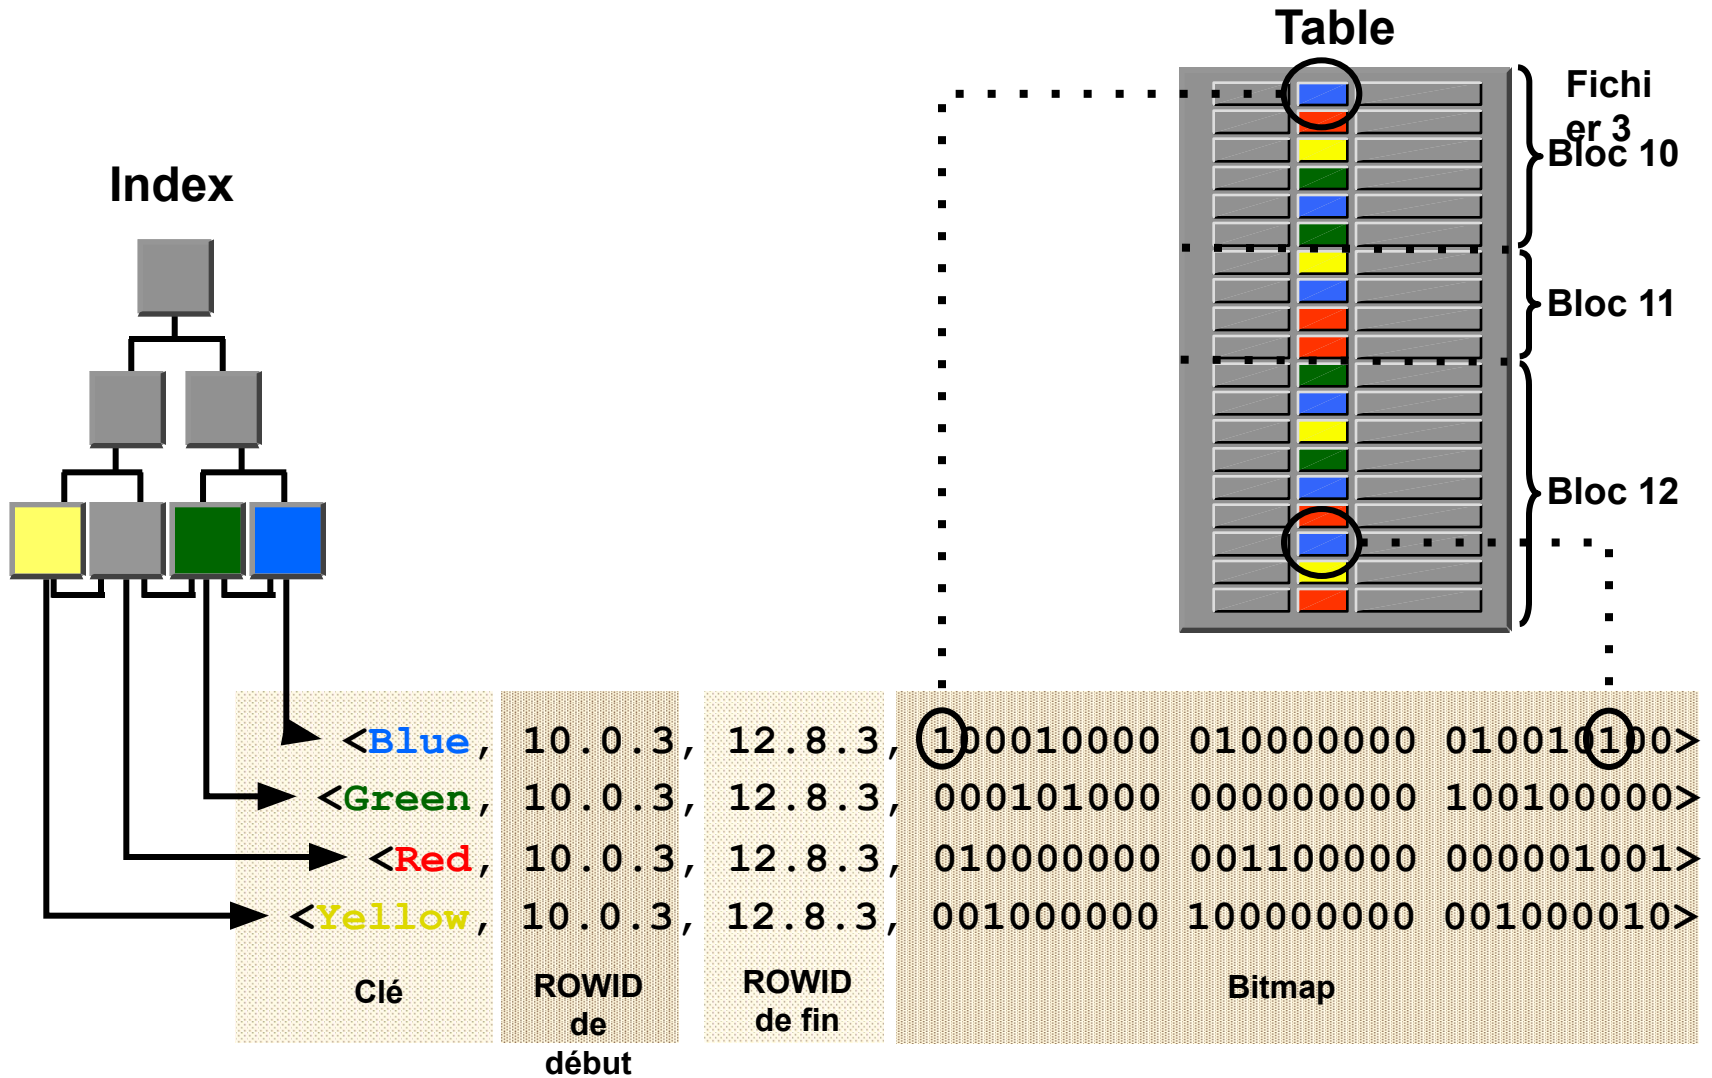 Table
Fichi
er 3
Bloc 10
Index
Bloc 11
Bloc 12
<Blue, 10.0.3, 12.8.3, 100010000 010000000 010010100>
<Green, 10.0.3, 12.8.3, 000101000 000000000 100100000>
<Red, 10.0.3, 12.8.3, 010000000 001100000 000001001>
<Yellow, 10.0.3, 12.8.3, 001000000 100000000 001000010>
Clé
ROWID
de
début
ROWID
de fin
Bitmap